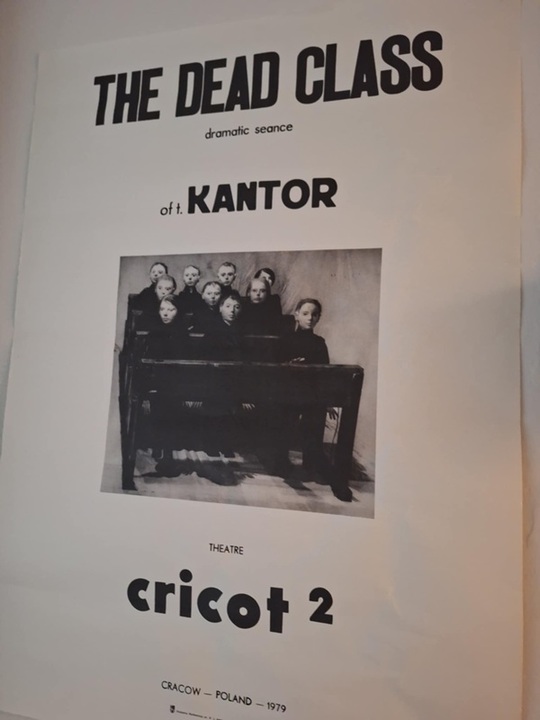 THE DEAD CLASS
dramatic seance
of t. KANTOR
THEATRE
cricot 2
CRACOW — POLAND — 1979